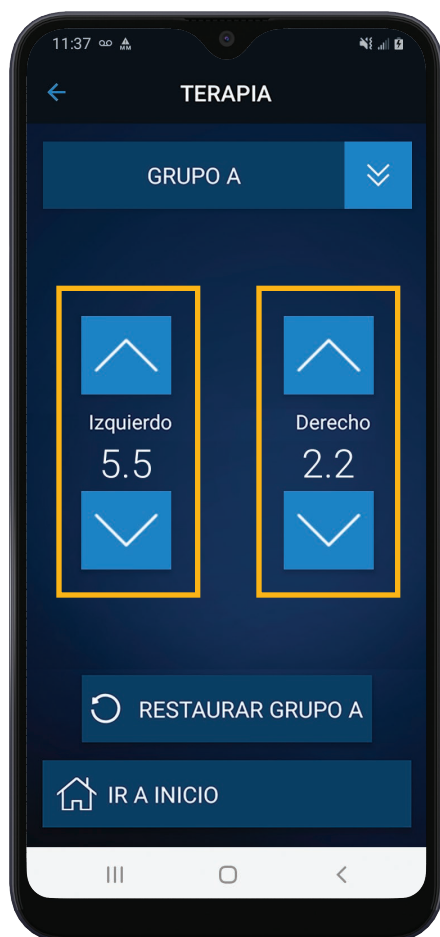 11:37
TERAPIA
GRUPO A
Izquierdo
5.5
Derecho
2.2
RESTAURAR GRUPO A
IR A INICIO